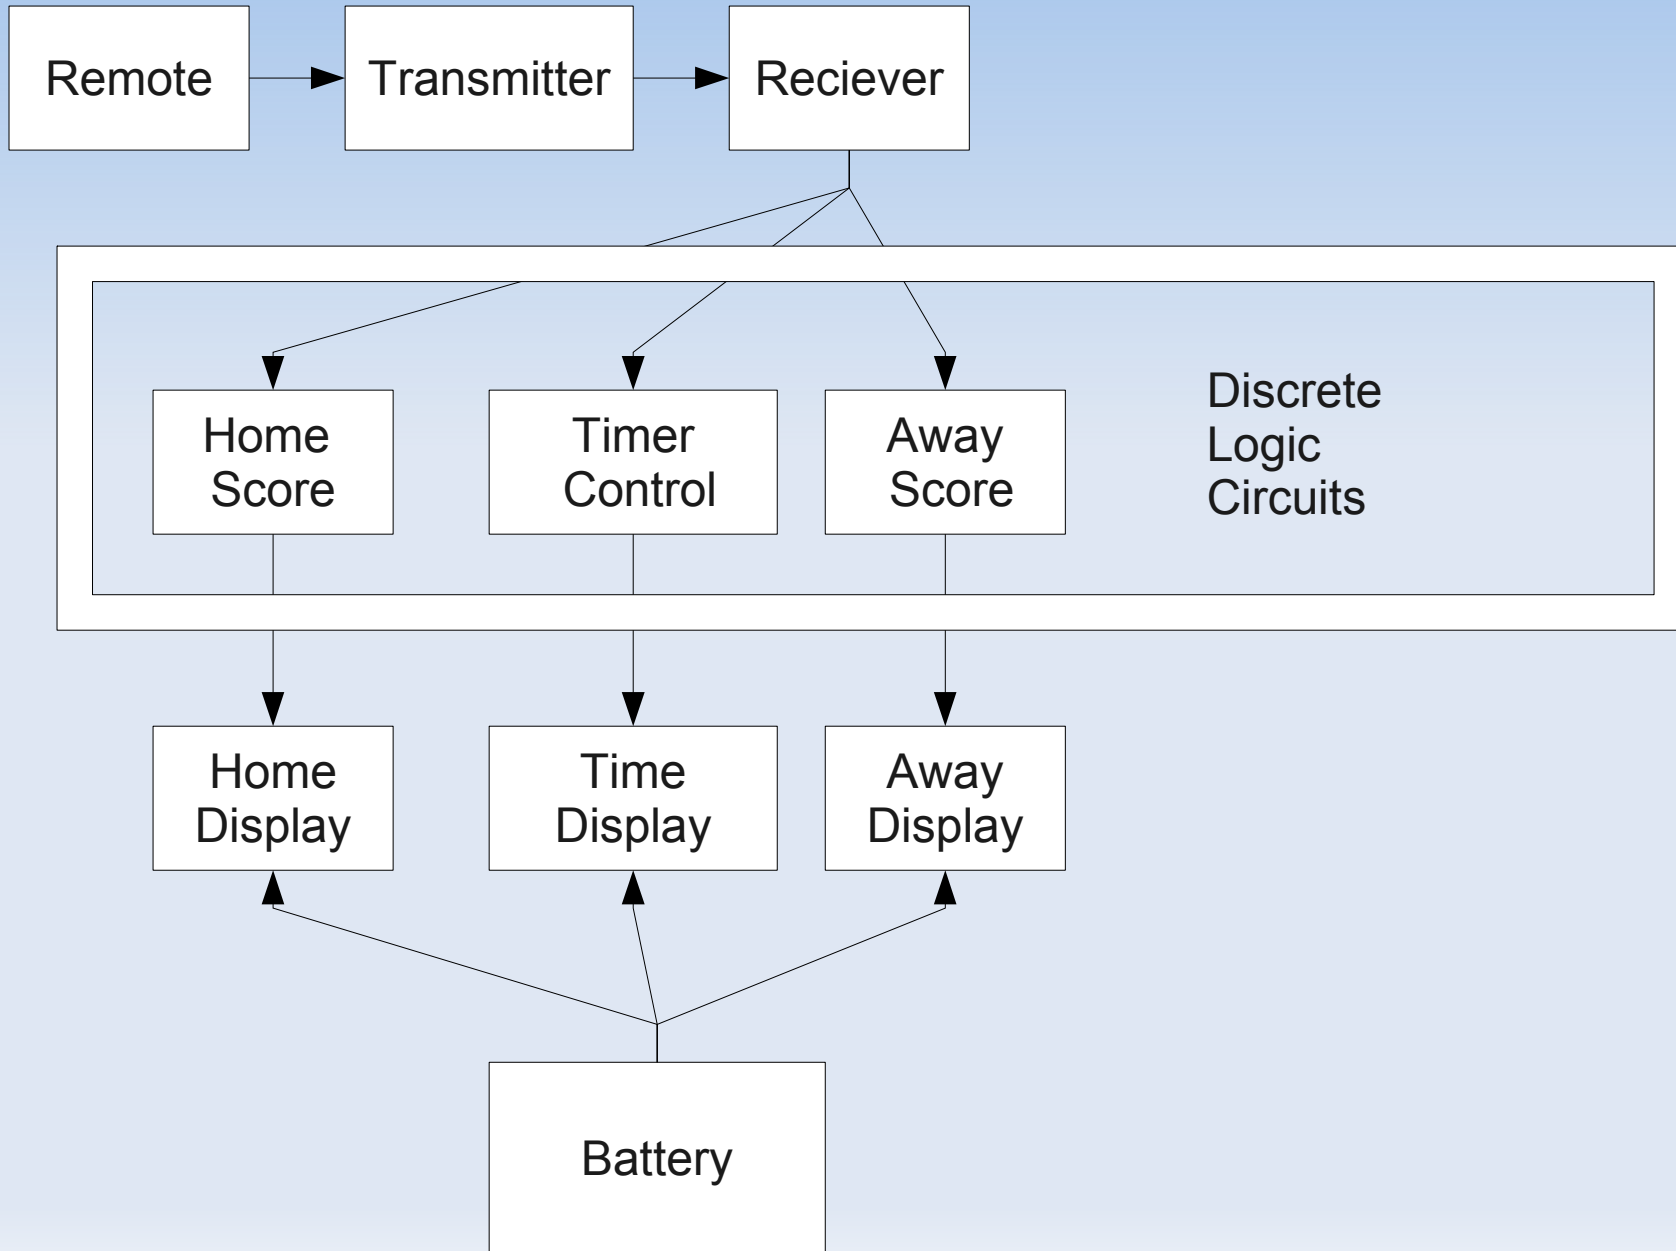 Remote
Transmitter
Reciever
Home
Score
Timer
Control
Away
Score
Discrete
Logic
Circuits
Home
Display
Time
Display
Away
Display
Battery